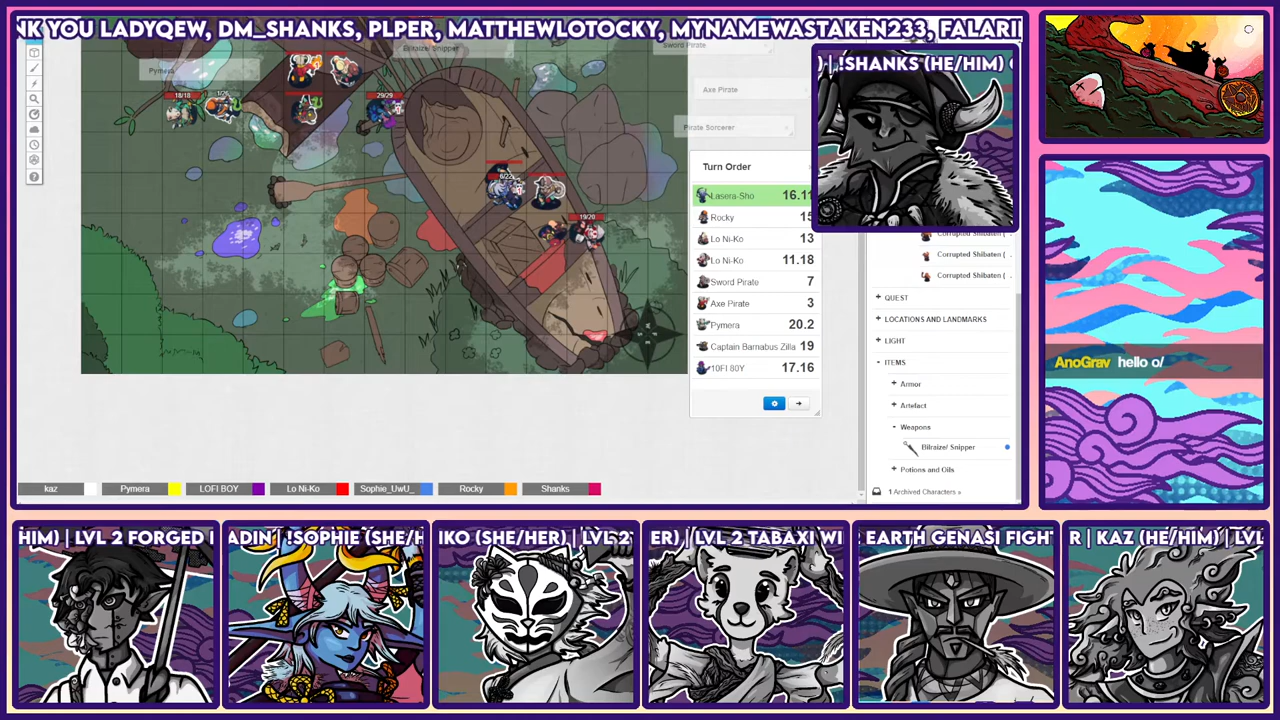 NK YOU LADYQEW, DM_SHANKS, PLPER, MATTHEWLOTOCKY, MYNAMEWASTAKEN233, FALARI
) | !SHANKS (HE/HIM)
Sword Pirate
Bilraize/ Snipper
Pymera
Axe Pirate
Pirate Sorcerer
18/18
1/26
29/29
6/22
19/20
Turn Order
Lasera-Sho 16.11
Rocky 15
Lo Ni-Ko 13
Lo Ni-Ko 11.18
Sword Pirate 7
Axe Pirate 3
Pymera 20.2
Captain Barnabus Zilla 19
10FI 80Y 17.16
Corrupted Shibaten (
Corrupted Shibaten (
Corrupted Shibaten (
QUEST
LOCATIONS AND LANDMARKS
LIGHT
ITEMS
Armor
Artefact
Weapons
Bilraize/ Snipper
Potions and Oils
1 Archived Characters »
AnoGrav hello o/
kaz Pymera LOFI BOY Lo Ni-Ko Sophie_UwU_ Rocky Shanks
HIM) | LVL 2 FORGED
ADIN !SOPHIE (SHE/H
IKO (SHE/HER) | LVL 2
ER) | LVL 2 TABAXI WI
EARTH GENASI FIGHT
R | KAZ (HE/HIM) | LVL